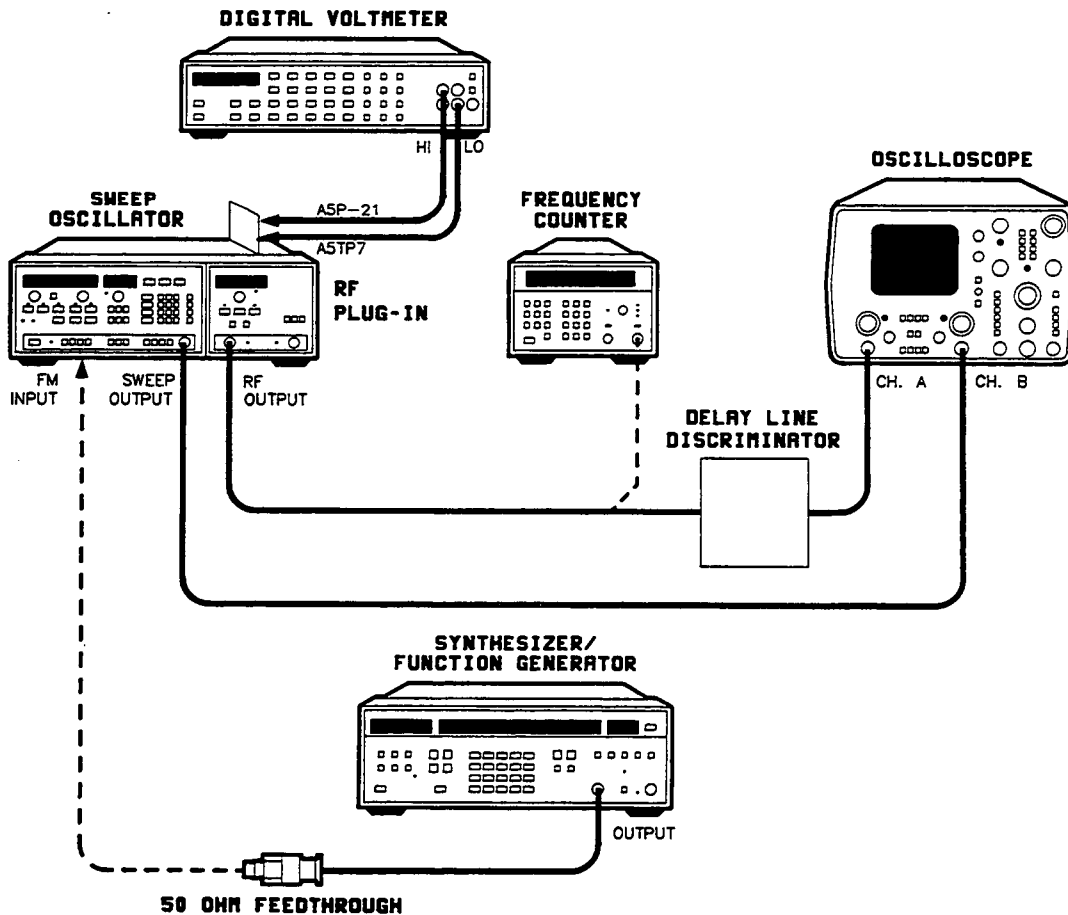 DIGITAL VOLTMETER
HI
LO
OSCILLOSCOPE
SWEEP
OSCILLATOR
A5P-21
A5TP7
FREQUENCY
COUNTER
RF
PLUG-IN
FM
INPUT
SWEEP
OUTPUT
RF
OUTPUT
CH. A
CH. B
DELAY LINE
DISCRIMINATOR
SYNTHESIZER/
FUNCTION GENERATOR
OUTPUT
50 OHM FEEDTHROUGH